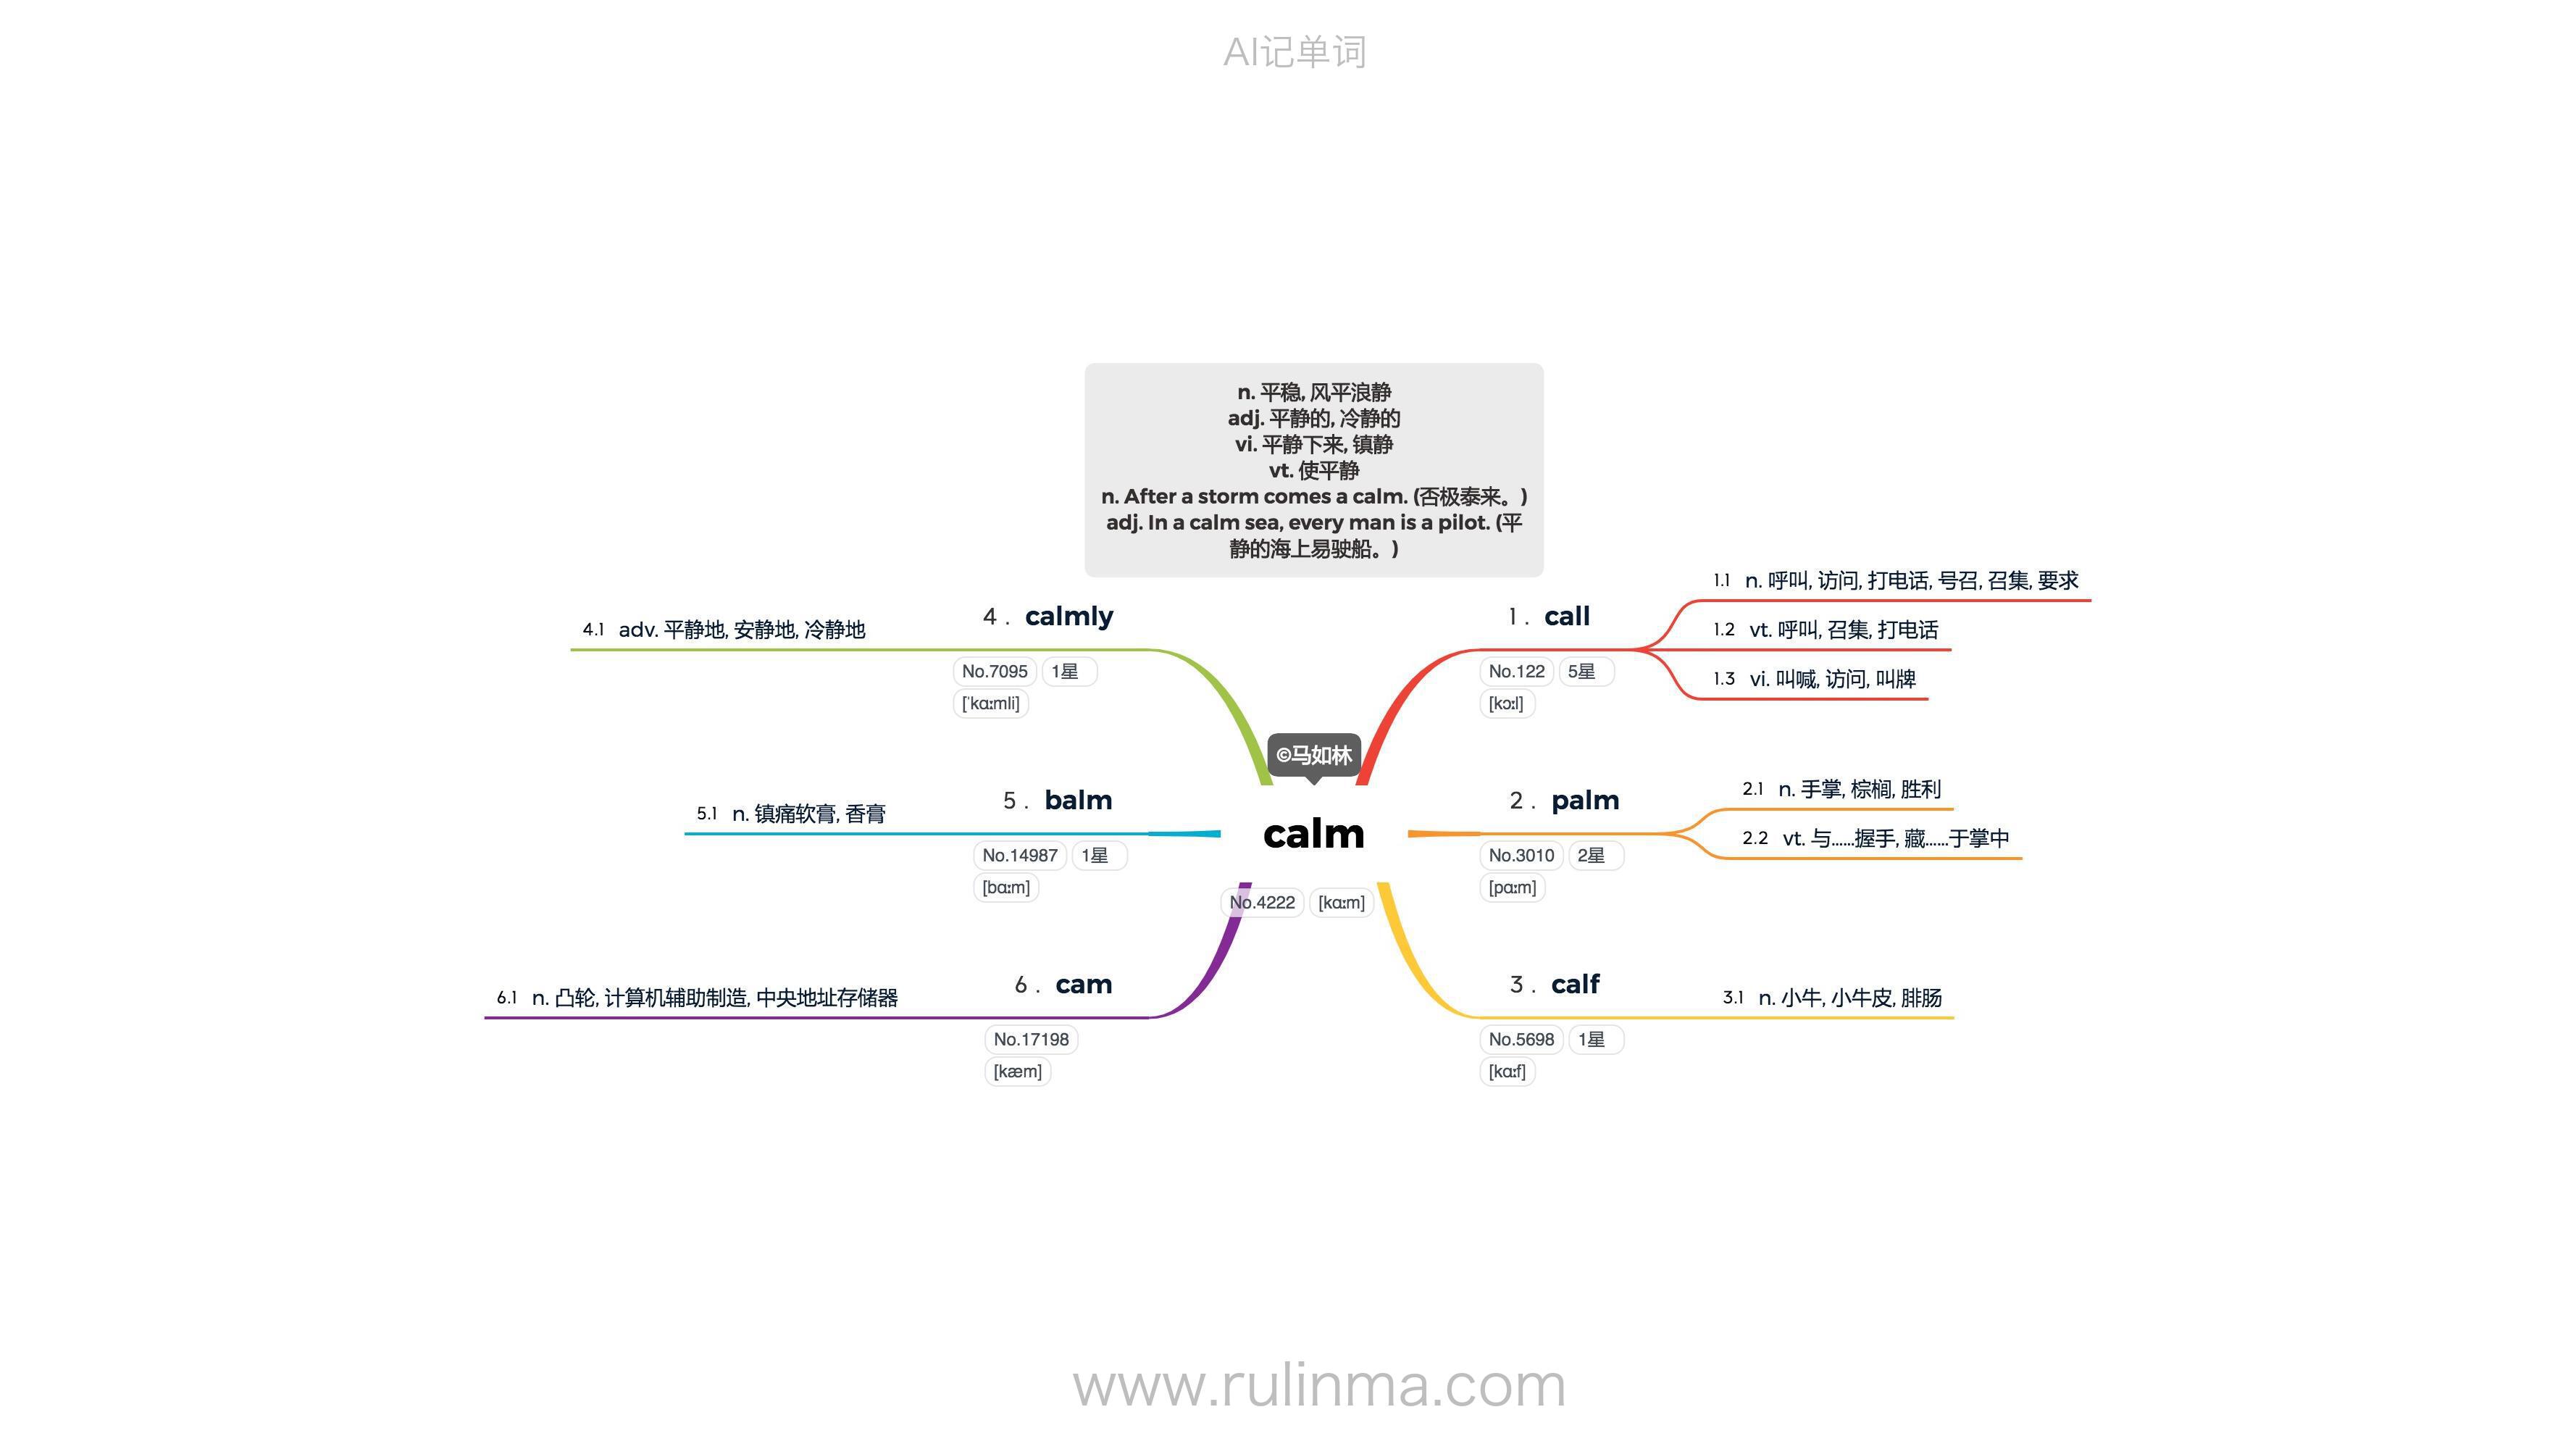 AI记单词
n. 平稳, 风平浪静
adj. 平静的, 冷静的
vi. 平静下来, 镇静
vt. 使平静
n. After a storm comes a calm. (否极泰来。)
adj. In a calm sea, every man is a pilot. (平
静的海上易驶船。)
©马如林
calm
No.4222 [kɑːm]
1. call
No.122 5星
[kɔːl]
1.1 n. 呼叫, 访问, 打电话, 号召, 召集, 要求
1.2 vt. 呼叫, 召集, 打电话
1.3 vi. 叫喊, 访问, 叫牌
2. palm
No.3010 2星
[pɑːm]
2.1 n. 手掌, 棕榈, 胜利
2.2 vt. 与……握手, 藏……于掌中
3. calf
No.5698 1星
[kɑːf]
3.1 n. 小牛, 小牛皮, 腓肠
4. calmly
No.7095 1星
['kɑːmli]
4.1 adv. 平静地, 安静地, 冷静地
5. balm
No.14987 1星
[bɑːm]
5.1 n. 镇痛软膏, 香膏
6. cam
No.17198
[kæm]
6.1 n. 凸轮, 计算机辅助制造, 中央地址存储器
www.rulinma.com